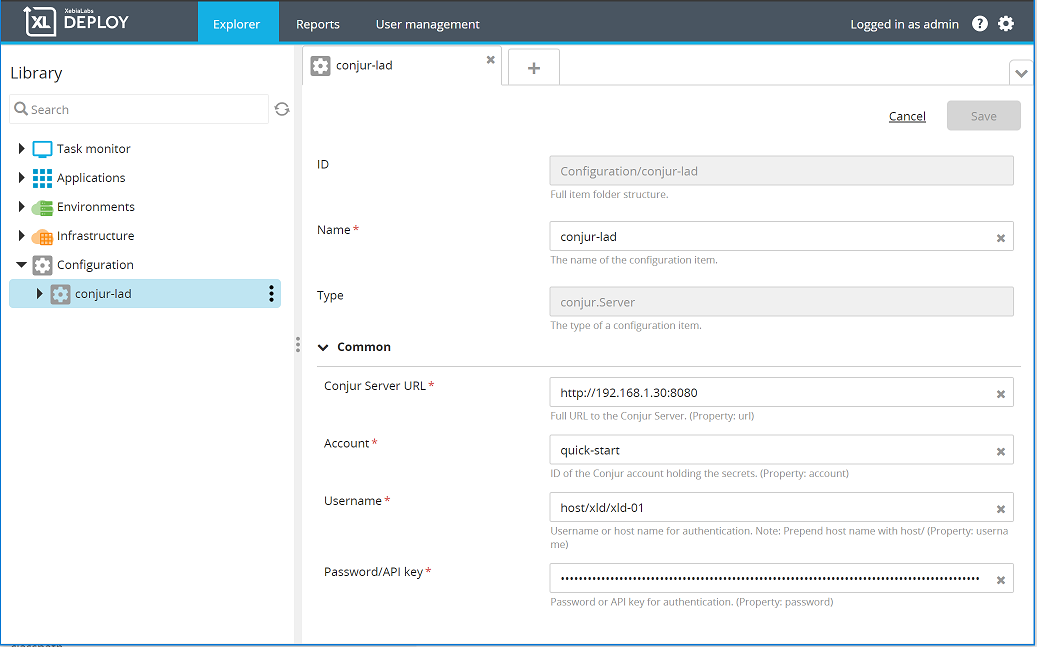 XL XebiaLabs DEPLOY Explorer Reports User management Logged in as admin ?
Library
conjur-lad
Search
Cancel Save
Task monitor
Applications
Environments
Infrastructure
Configuration
conjur-lad
ID Configuration/conjur-lad
Full item folder structure.
Name * conjur-lad
The name of the configuration item.
Type conjur.Server
The type of a configuration item.
Common
Conjur Server URL * http://192.168.1.30:8080
Full URL to the Conjur Server. (Property: url)
Account * quick-start
ID of the Conjur account holding the secrets. (Property: account)
Username * host/xld/xld-01
Username or host name for authentication. Note: Prepend host name with host/ (Property: userna
me)
Password/API key *
Password or API key for authentication. (Property: password)